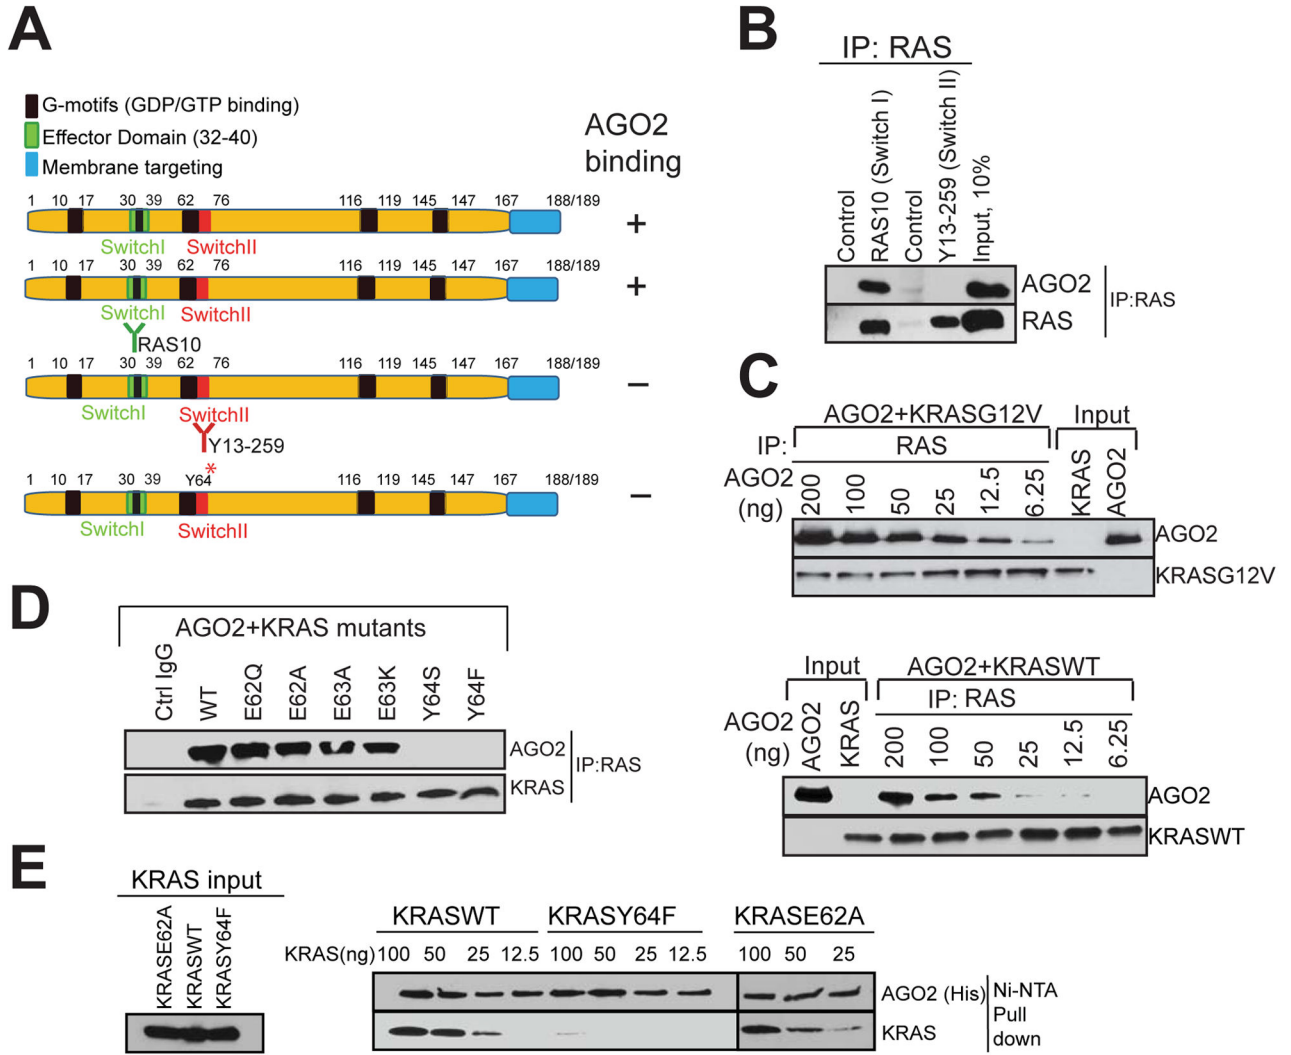 A
G-motifs (GDP/GTP binding)
Effector Domain (32-40)
Membrane targeting
AGO2
binding
1 10 17 30 39 62 76 116 119 145 147 167 188/189
+
SwitchI SwitchII
1 10 17 30 39 62 76 116 119 145 147 167 188/189
+
SwitchI SwitchII
RAS10
1 10 17 30 39 62 76 116 119 145 147 167 188/189
–
SwitchI SwitchII
Y13-259
*
1 10 17 30 39 Y64 116 119 145 147 167 188/189
–
SwitchI SwitchII
B
IP: RAS
Control
RAS10 (Switch I)
Control
Y13-259 (Switch II)
Input, 10%
AGO2
RAS
IP:RAS
C
AGO2+KRASG12V Input
IP: RAS
AGO2
(ng)
200 100 50 25 12.5 6.25 KRAS AGO2
AGO2
KRASG12V
Input AGO2+KRASWT
IP: RAS
AGO2
(ng)
AGO2 KRAS 200 100 50 25 12.5 6.25
AGO2
KRASWT
D
AGO2+KRAS mutants
Ctrl IgG WT E62Q E62A E63A E63K Y64S Y64F
AGO2
KRAS
IP:RAS
E
KRAS input
KRASE62A
KRASWT
KRASY64F
KRASWT KRASY64F KRASE62A
KRAS(ng) 100 50 25 12.5 100 50 25 12.5 100 50 25
AGO2 (His)
KRAS
Ni-NTA
Pull
down